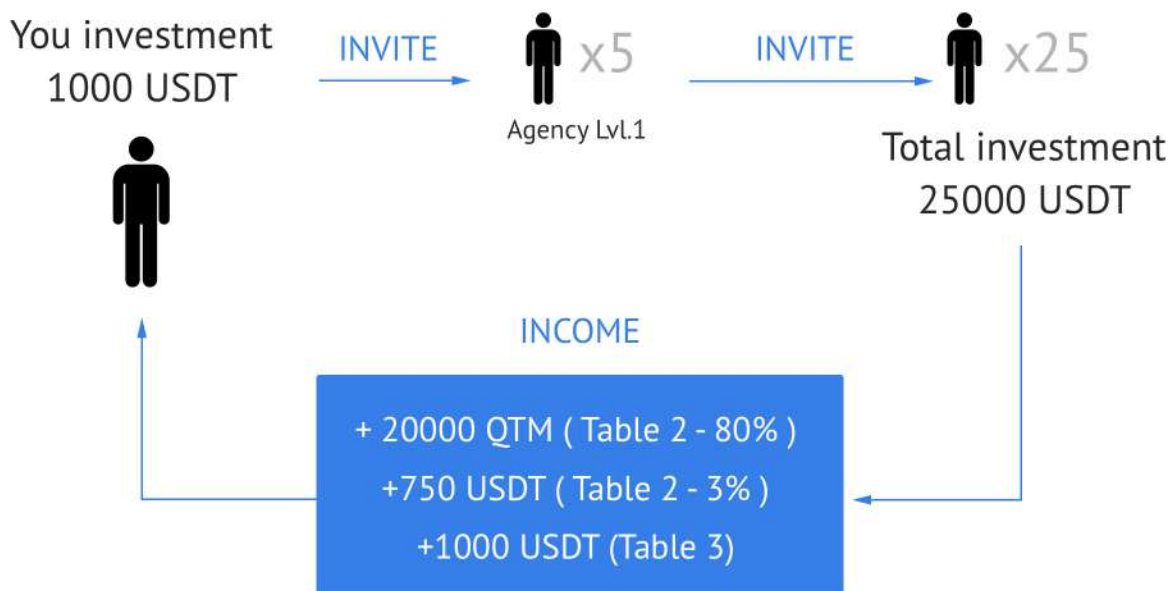 You investment
1000 USDT
INVITE
x5
Agency Lvl.1
INVITE
x25
Total investment
25000 USDT
INCOME
+ 20000 QTM ( Table 2 - 80% )
+750 USDT ( Table 2 - 3% )
+1000 USDT (Table 3)